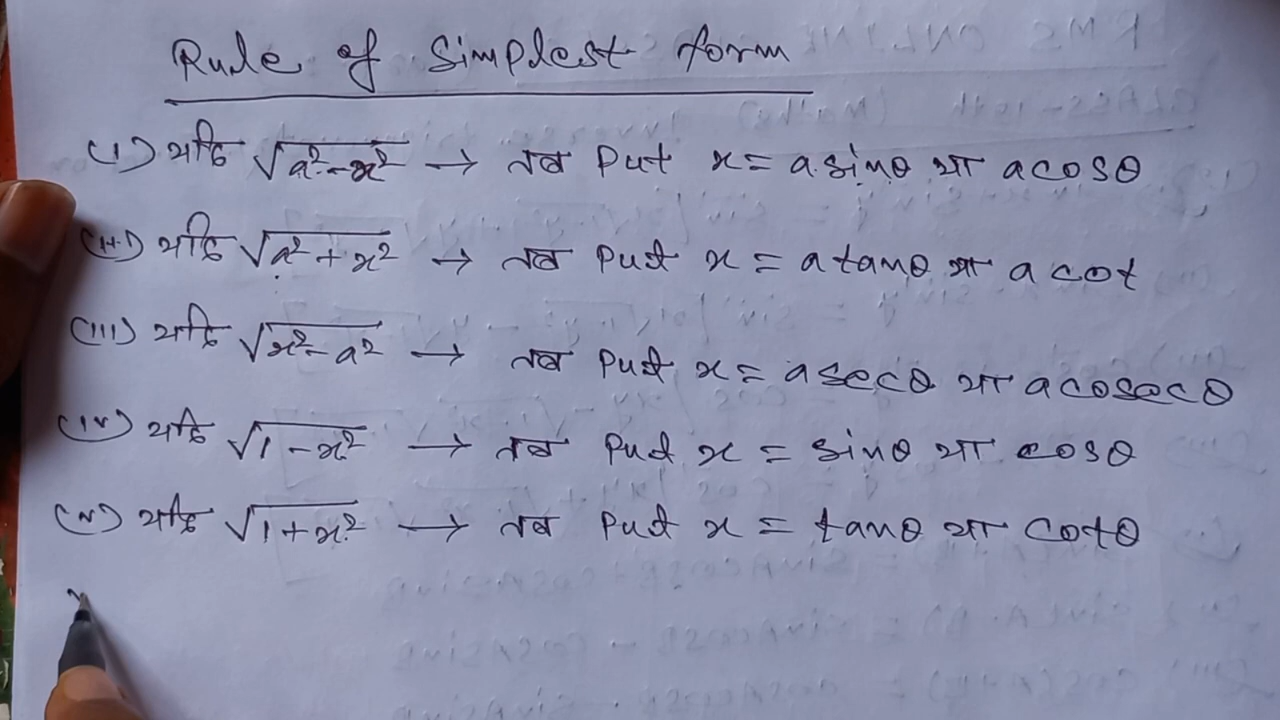 Rule of Simplest form
(I) यदि √a²-x² → तब Put x = a sinθ या a cosθ
(II) यदि √a²+x² → तब Put x = a tanθ या a cot
(III) यदि √x²-a² → तब Put x = a secθ या a cosecθ
(IV) यदि √1-x² → तब Put x = sinθ या cosθ
(V) यदि √1+x² → तब Put x = tanθ या cotθ